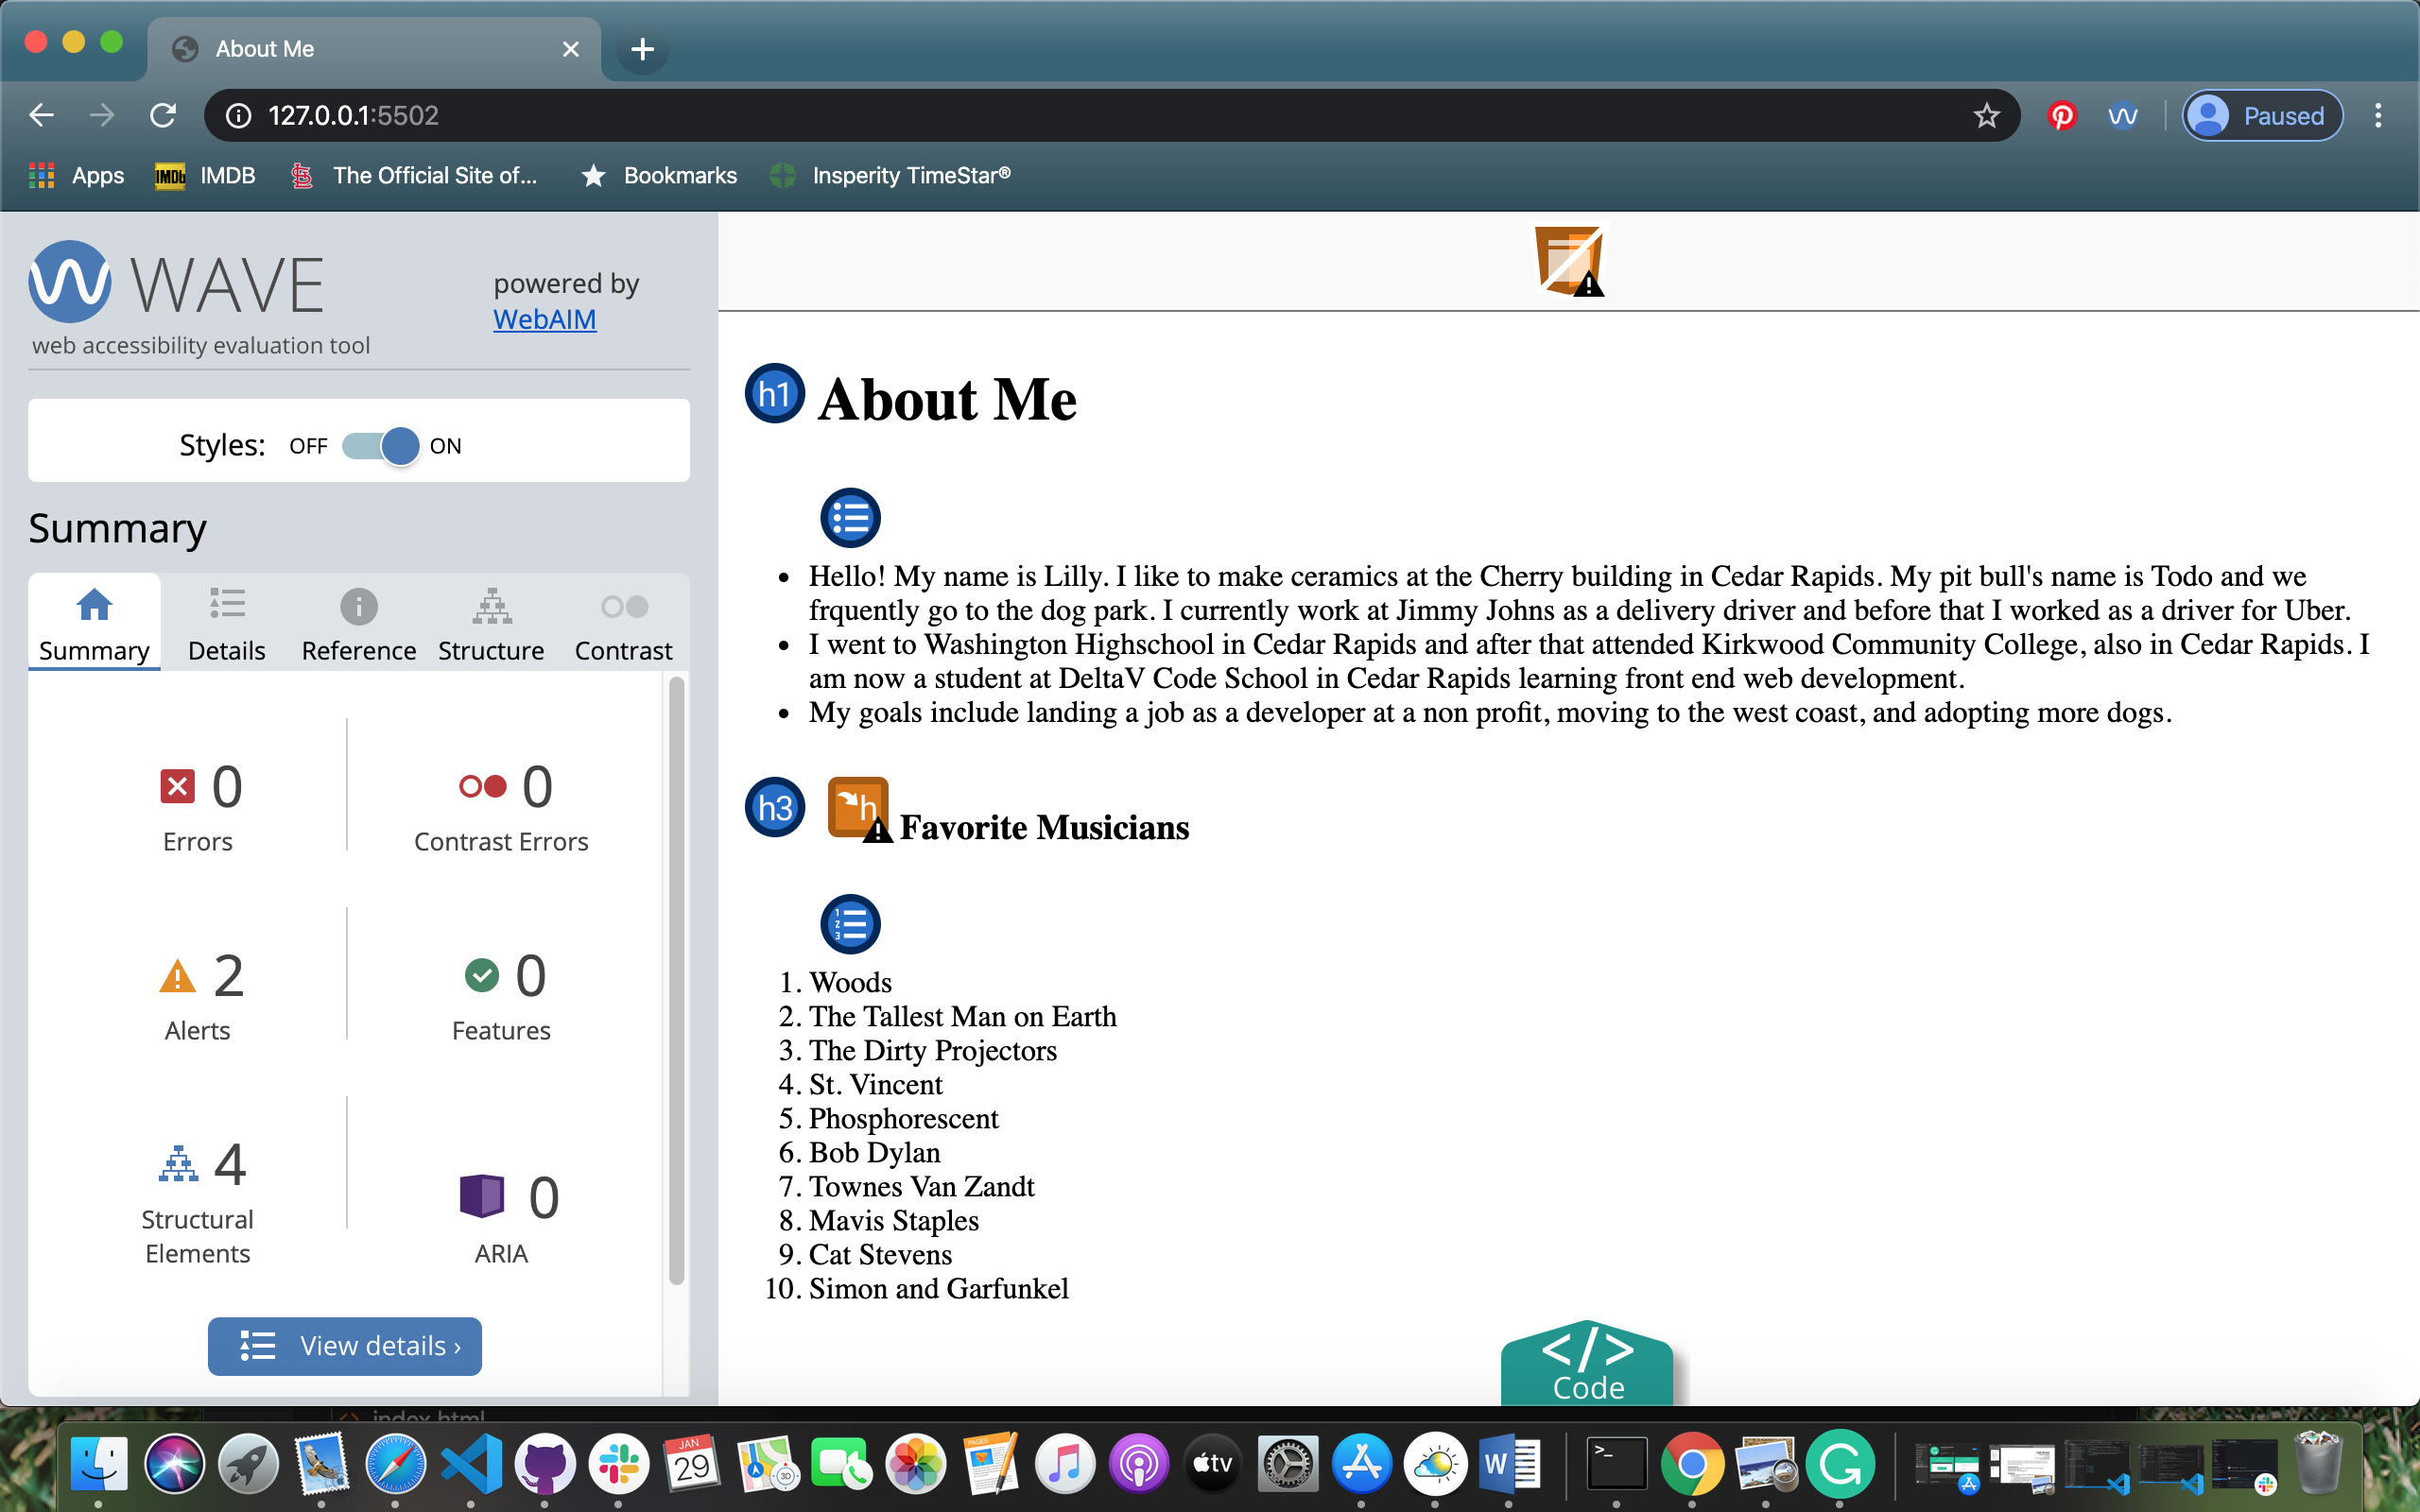 About Me
127.0.0.1:5502
Paused
Apps
IMDb IMDB
The Official Site of...
Bookmarks
Insperity TimeStar®
WAVE
powered by
WebAIM
web accessibility evaluation tool
Styles: OFF ON
Summary
Summary Details Reference Structure Contrast
0 0
Errors Contrast Errors
2 0
Alerts Features
4 0
Structural
Elements
ARIA
View details ›
h1 About Me
Hello! My name is Lilly. I like to make ceramics at the Cherry building in Cedar Rapids. My pit bull's name is Todo and we
frquently go to the dog park. I currently work at Jimmy Johns as a delivery driver and before that I worked as a driver for Uber.
I went to Washington Highschool in Cedar Rapids and after that attended Kirkwood Community College, also in Cedar Rapids. I
am now a student at DeltaV Code School in Cedar Rapids learning front end web development.
My goals include landing a job as a developer at a non profit, moving to the west coast, and adopting more dogs.
h3 h Favorite Musicians
1. Woods
2. The Tallest Man on Earth
3. The Dirty Projectors
4. St. Vincent
5. Phosphorescent
6. Bob Dylan
7. Townes Van Zandt
8. Mavis Staples
9. Cat Stevens
10. Simon and Garfunkel
</>
Code
index.html
JAN
29
3D
PAGES
tv
W